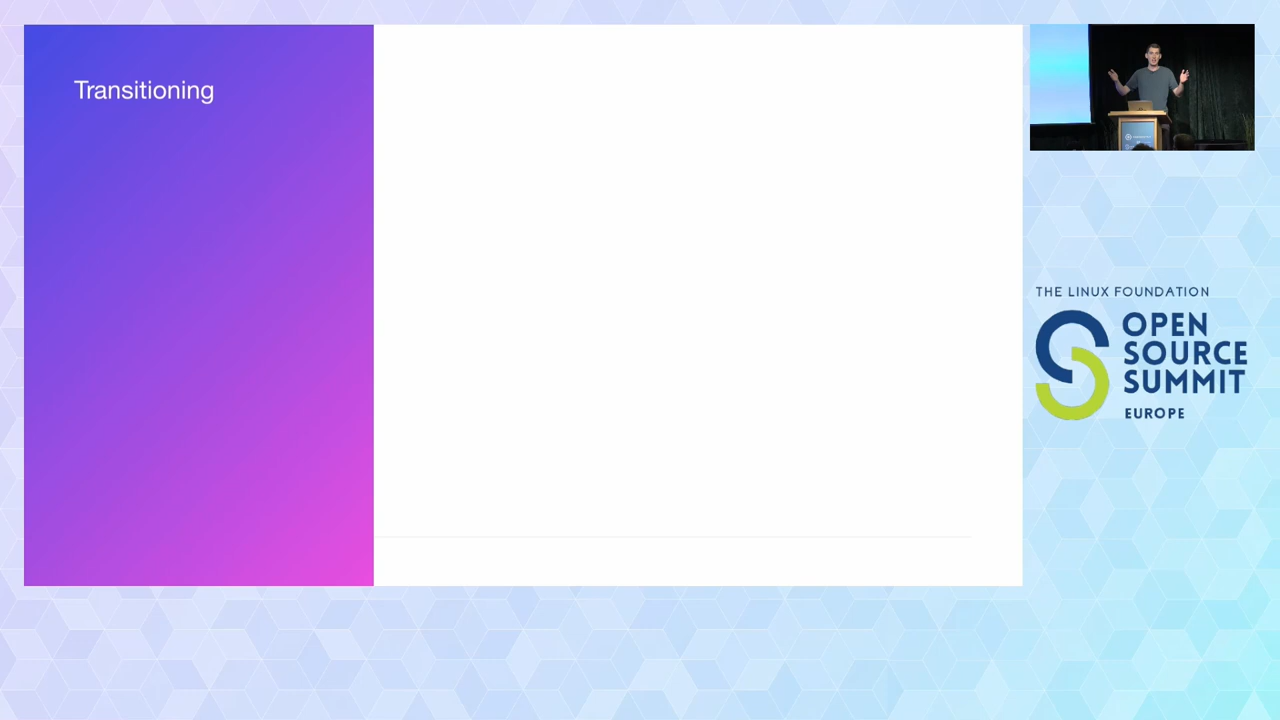 Transitioning
THE LINUX FOUNDATION
OPEN
SOURCE
SUMMIT
EUROPE